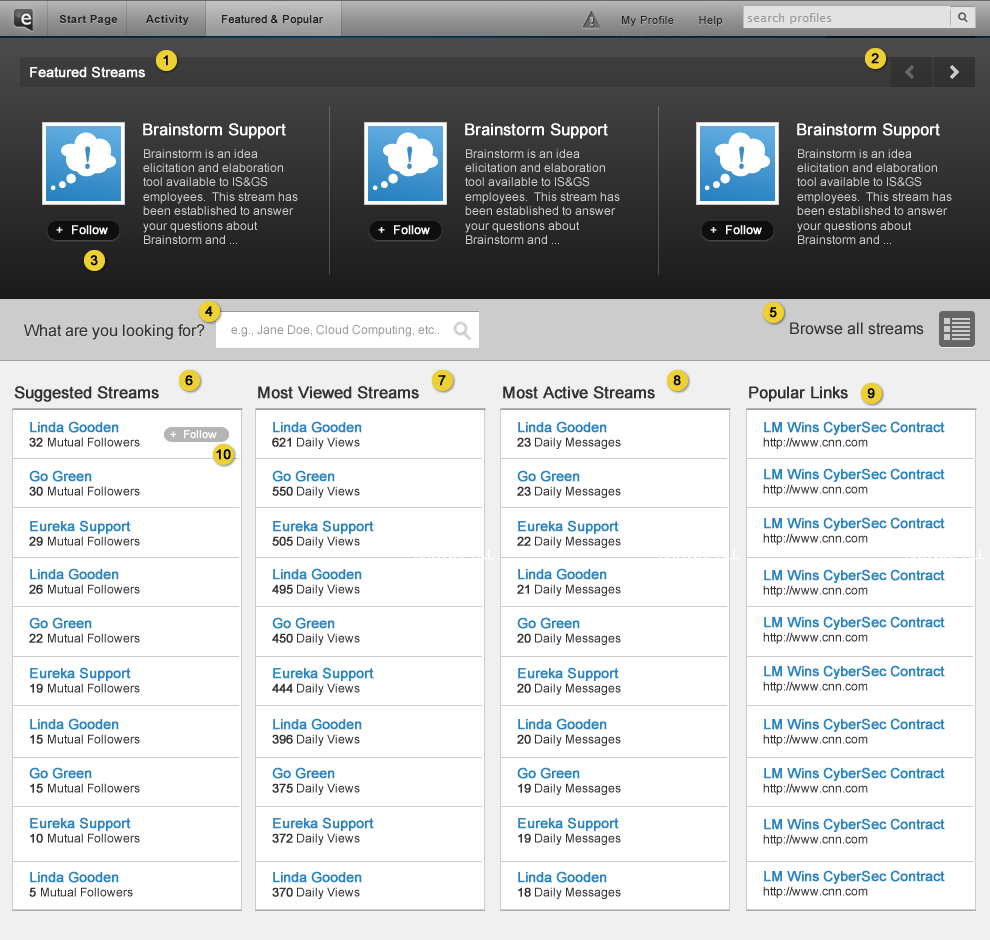 e Start Page Activity Featured & Popular My Profile Help search profiles
1 2
Featured Streams
Brainstorm Support
Brainstorm is an idea
elicitation and elaboration
tool available to IS&GS
employees. This stream has
been established to answer
your questions about
Brainstorm and ...
+ Follow
3
Brainstorm Support
Brainstorm is an idea
elicitation and elaboration
tool available to IS&GS
employees. This stream has
been established to answer
your questions about
Brainstorm and ...
+ Follow
Brainstorm Support
Brainstorm is an idea
elicitation and elaboration
tool available to IS&GS
employees. This stream has
been established to answer
your questions about
Brainstorm and ...
+ Follow
4 5
What are you looking for? e.g., Jane Doe, Cloud Computing, etc.. Browse all streams
Suggested Streams 6
Linda Gooden
32 Mutual Followers + Follow
10
Go Green
30 Mutual Followers
Eureka Support
29 Mutual Followers
Linda Gooden
26 Mutual Followers
Go Green
22 Mutual Followers
Eureka Support
19 Mutual Followers
Linda Gooden
15 Mutual Followers
Go Green
15 Mutual Followers
Eureka Support
10 Mutual Followers
Linda Gooden
5 Mutual Followers
Most Viewed Streams 7
Linda Gooden
621 Daily Views
Go Green
550 Daily Views
Eureka Support
505 Daily Views
Linda Gooden
495 Daily Views
Go Green
450 Daily Views
Eureka Support
444 Daily Views
Linda Gooden
396 Daily Views
Go Green
375 Daily Views
Eureka Support
372 Daily Views
Linda Gooden
370 Daily Views
Most Active Streams 8
Linda Gooden
23 Daily Messages
Go Green
23 Daily Messages
Eureka Support
22 Daily Messages
Linda Gooden
21 Daily Messages
Go Green
20 Daily Messages
Eureka Support
20 Daily Messages
Linda Gooden
20 Daily Messages
Go Green
19 Daily Messages
Eureka Support
19 Daily Messages
Linda Gooden
18 Daily Messages
Popular Links 9
LM Wins CyberSec Contract
http://www.cnn.com
LM Wins CyberSec Contract
http://www.cnn.com
LM Wins CyberSec Contract
http://www.cnn.com
LM Wins CyberSec Contract
http://www.cnn.com
LM Wins CyberSec Contract
http://www.cnn.com
LM Wins CyberSec Contract
http://www.cnn.com
LM Wins CyberSec Contract
http://www.cnn.com
LM Wins CyberSec Contract
http://www.cnn.com
LM Wins CyberSec Contract
http://www.cnn.com
LM Wins CyberSec Contract
http://www.cnn.com